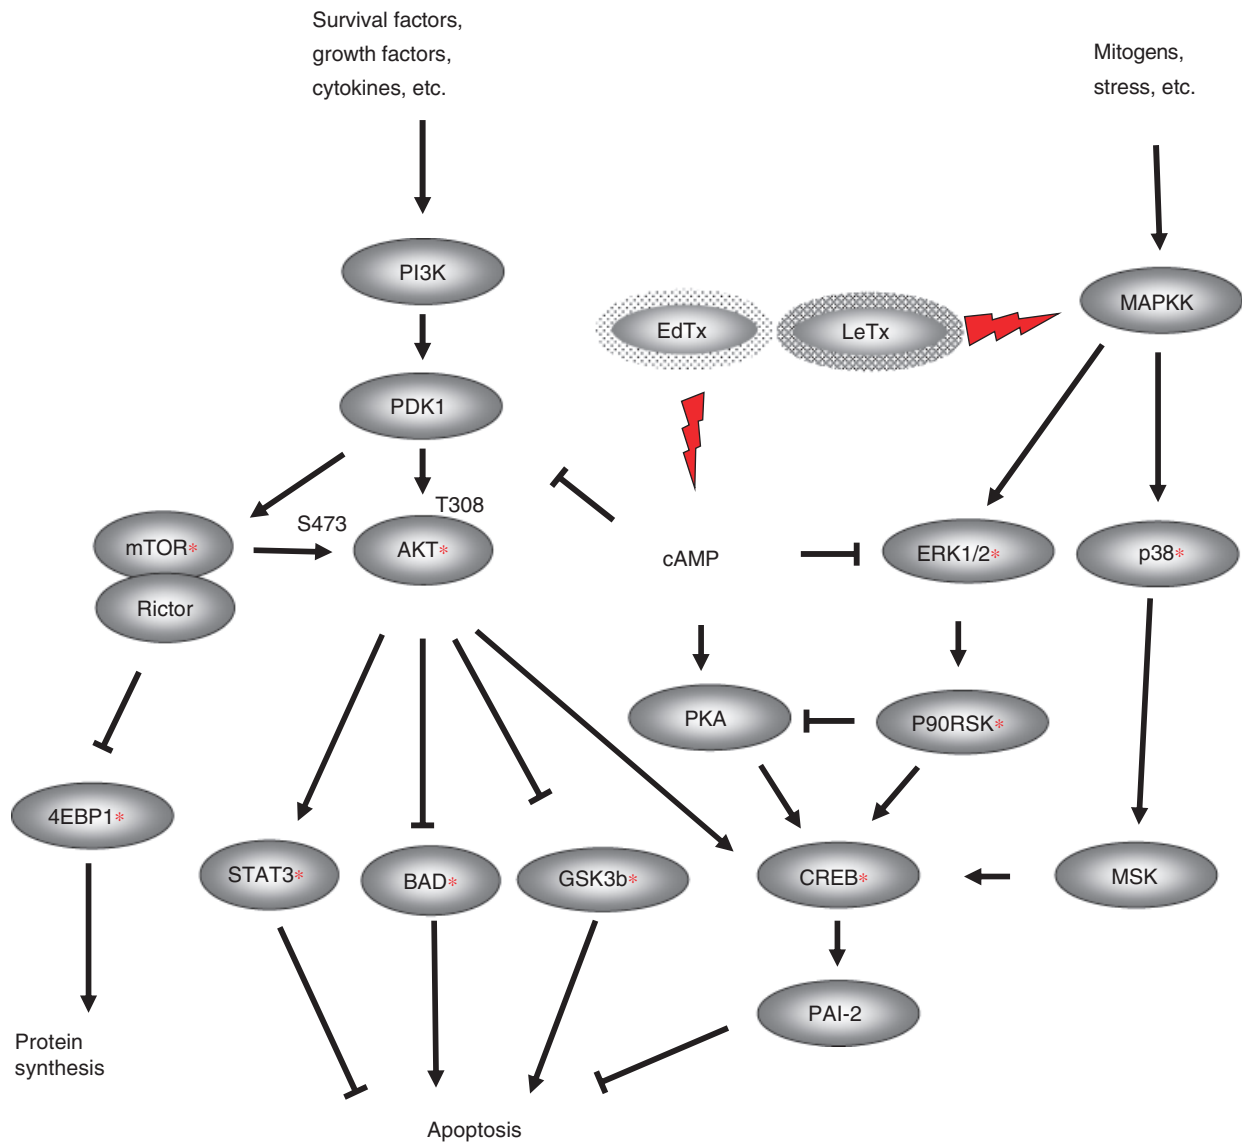 Survival factors,
growth factors,
cytokines, etc.
Mitogens,
stress, etc.
PI3K
MAPKK
EdTx
LeTx
PDK1
T308
S473
mTOR*
AKT*
cAMP
ERK1/2*
p38*
Rictor
PKA
P90RSK*
4EBP1*
STAT3*
BAD*
GSK3b*
CREB*
MSK
PAI-2
Protein
synthesis
Apoptosis